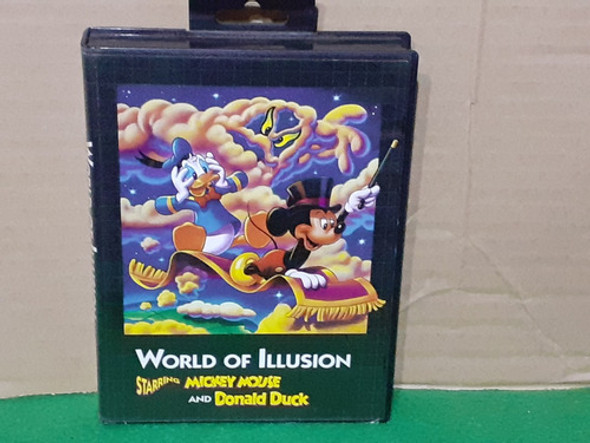 WORLD OF ILLUSION
STARRING MICKEY MOUSE
AND Donald Duck